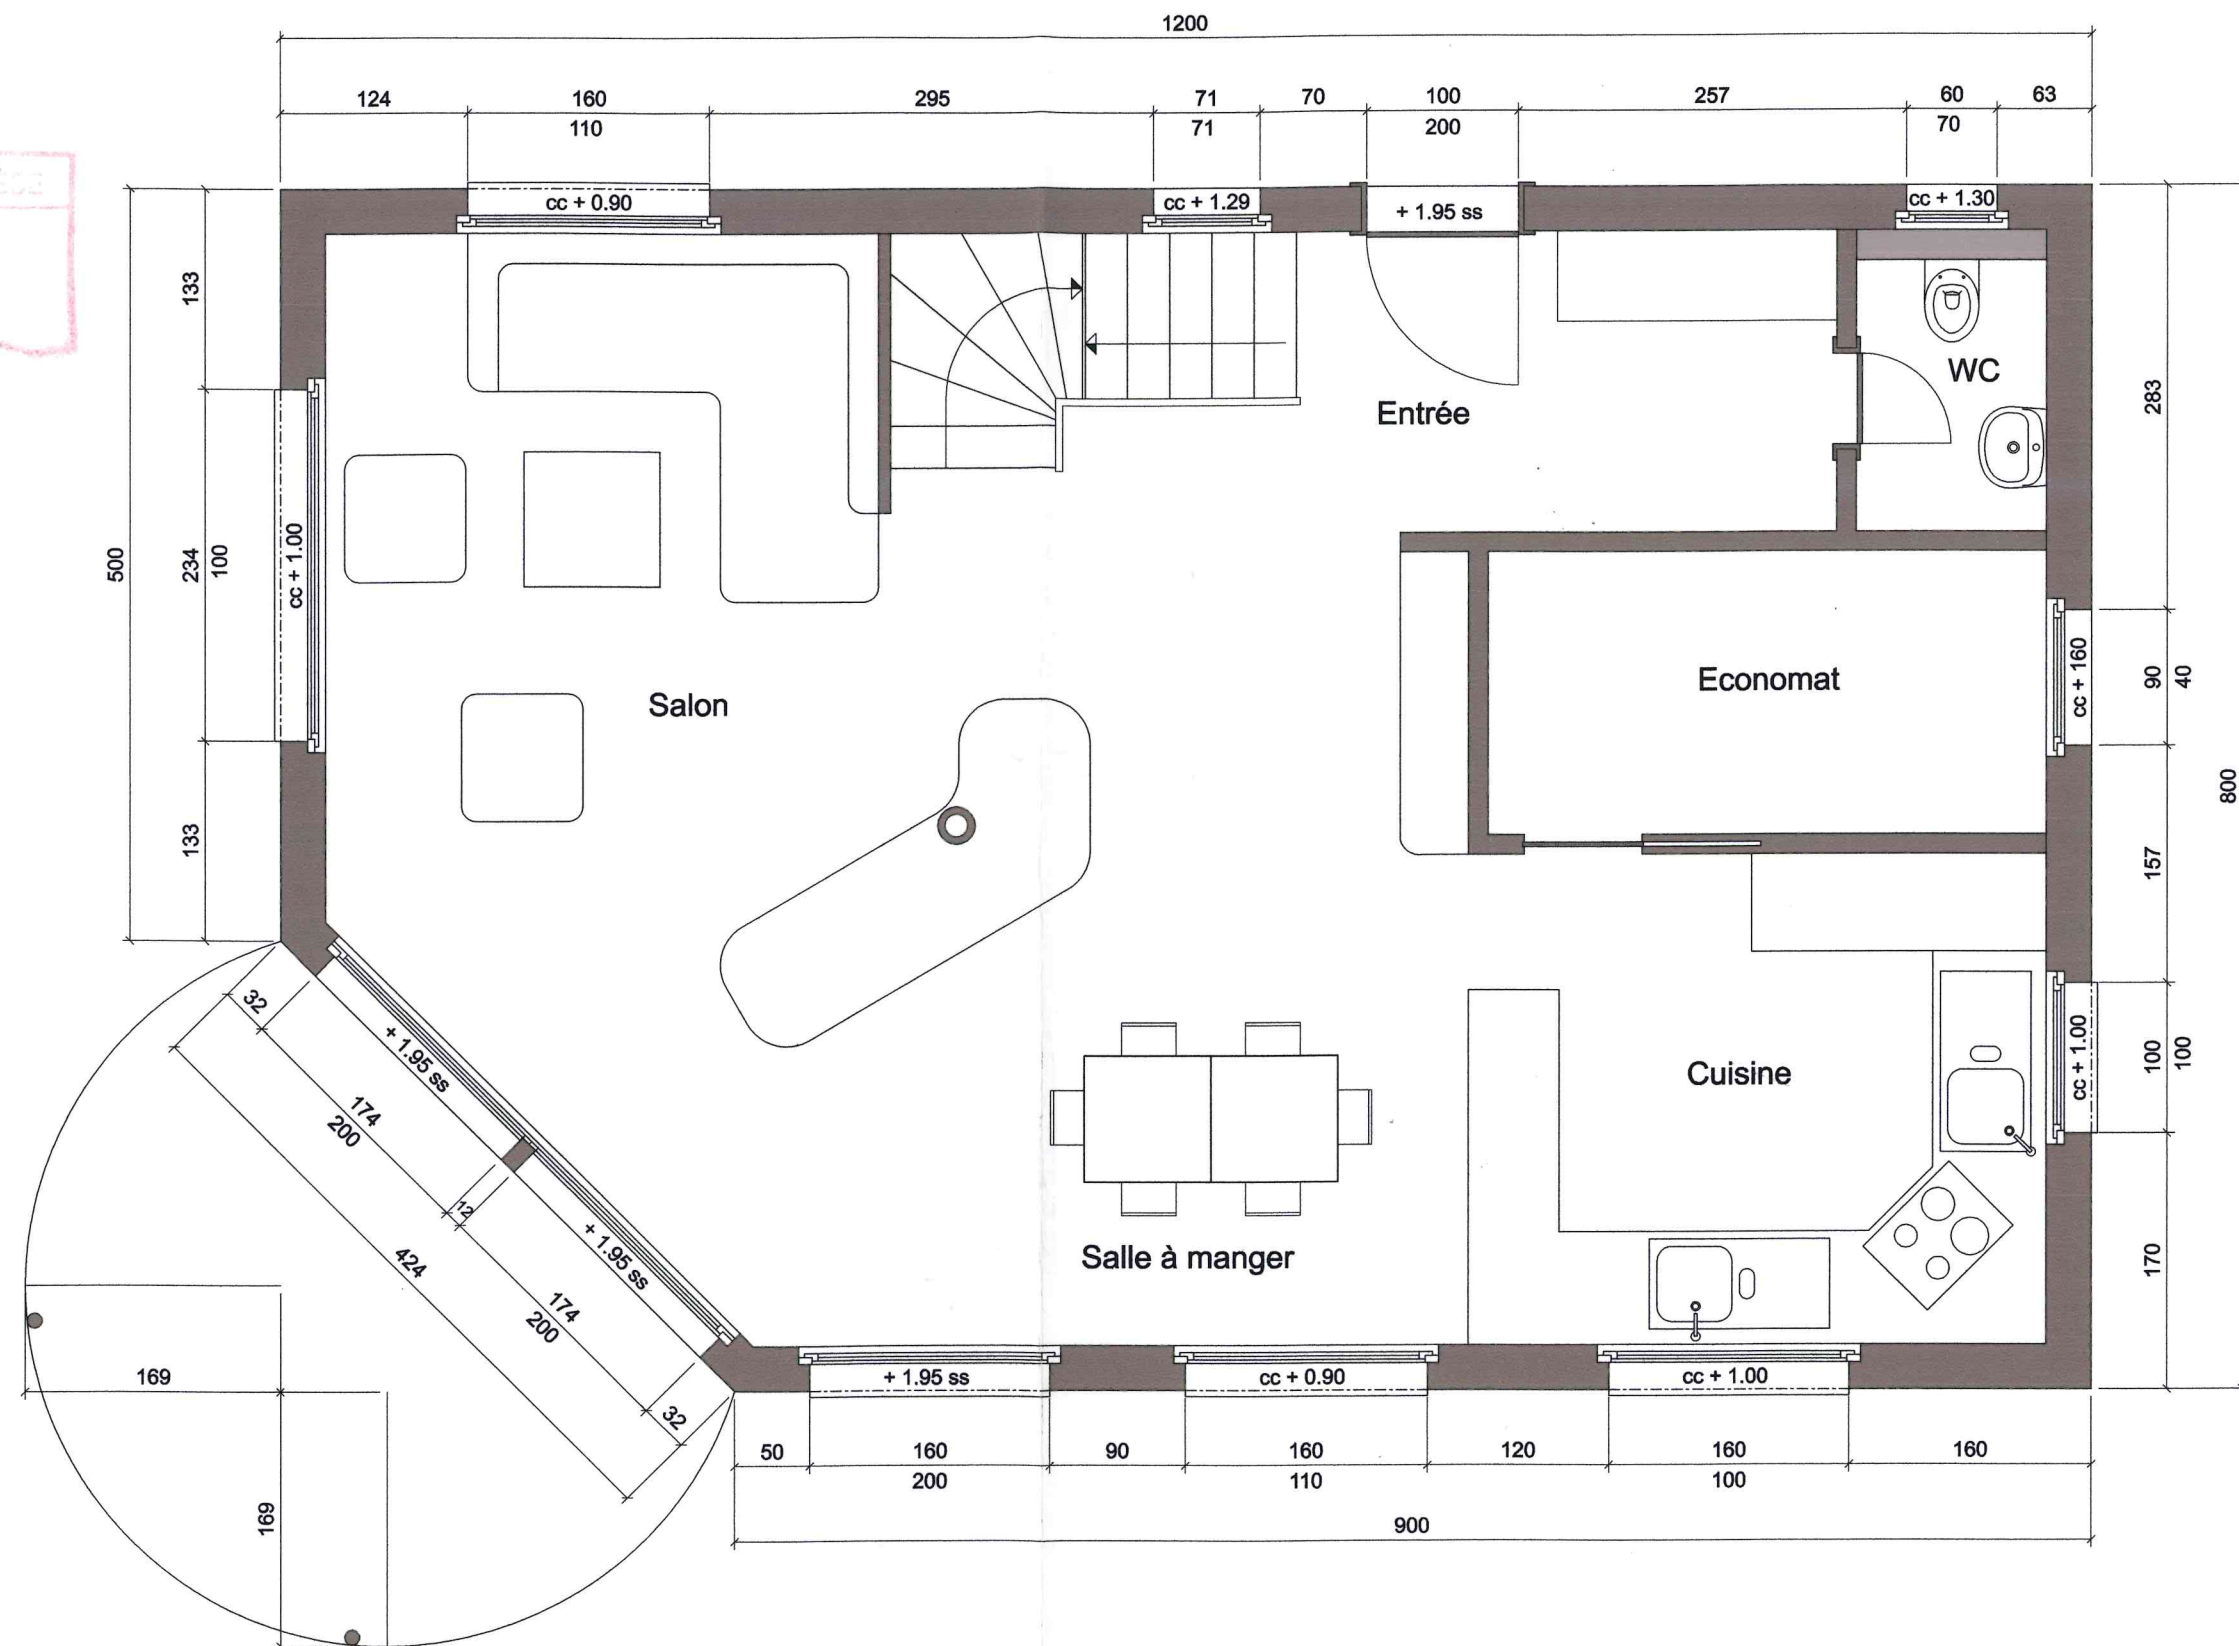 1200
124 160 295 71 70 100 257 60 63
110 71 200 70
cc + 0.90
cc + 1.29
+ 1.95 ss
cc + 1.30
133
234
100
133
500
cc + 1.00
WC
Entrée
283
Salon
Economat
cc + 160
90
40
800
157
cc + 1.00
100
100
Cuisine
170
Salle à manger
32
+ 1.95 ss
174
200
12
424
+ 1.95 ss
174
200
32
169
169
+ 1.95 ss
cc + 0.90
cc + 1.00
50 160 90 160 120 160 160
200 110 100
900